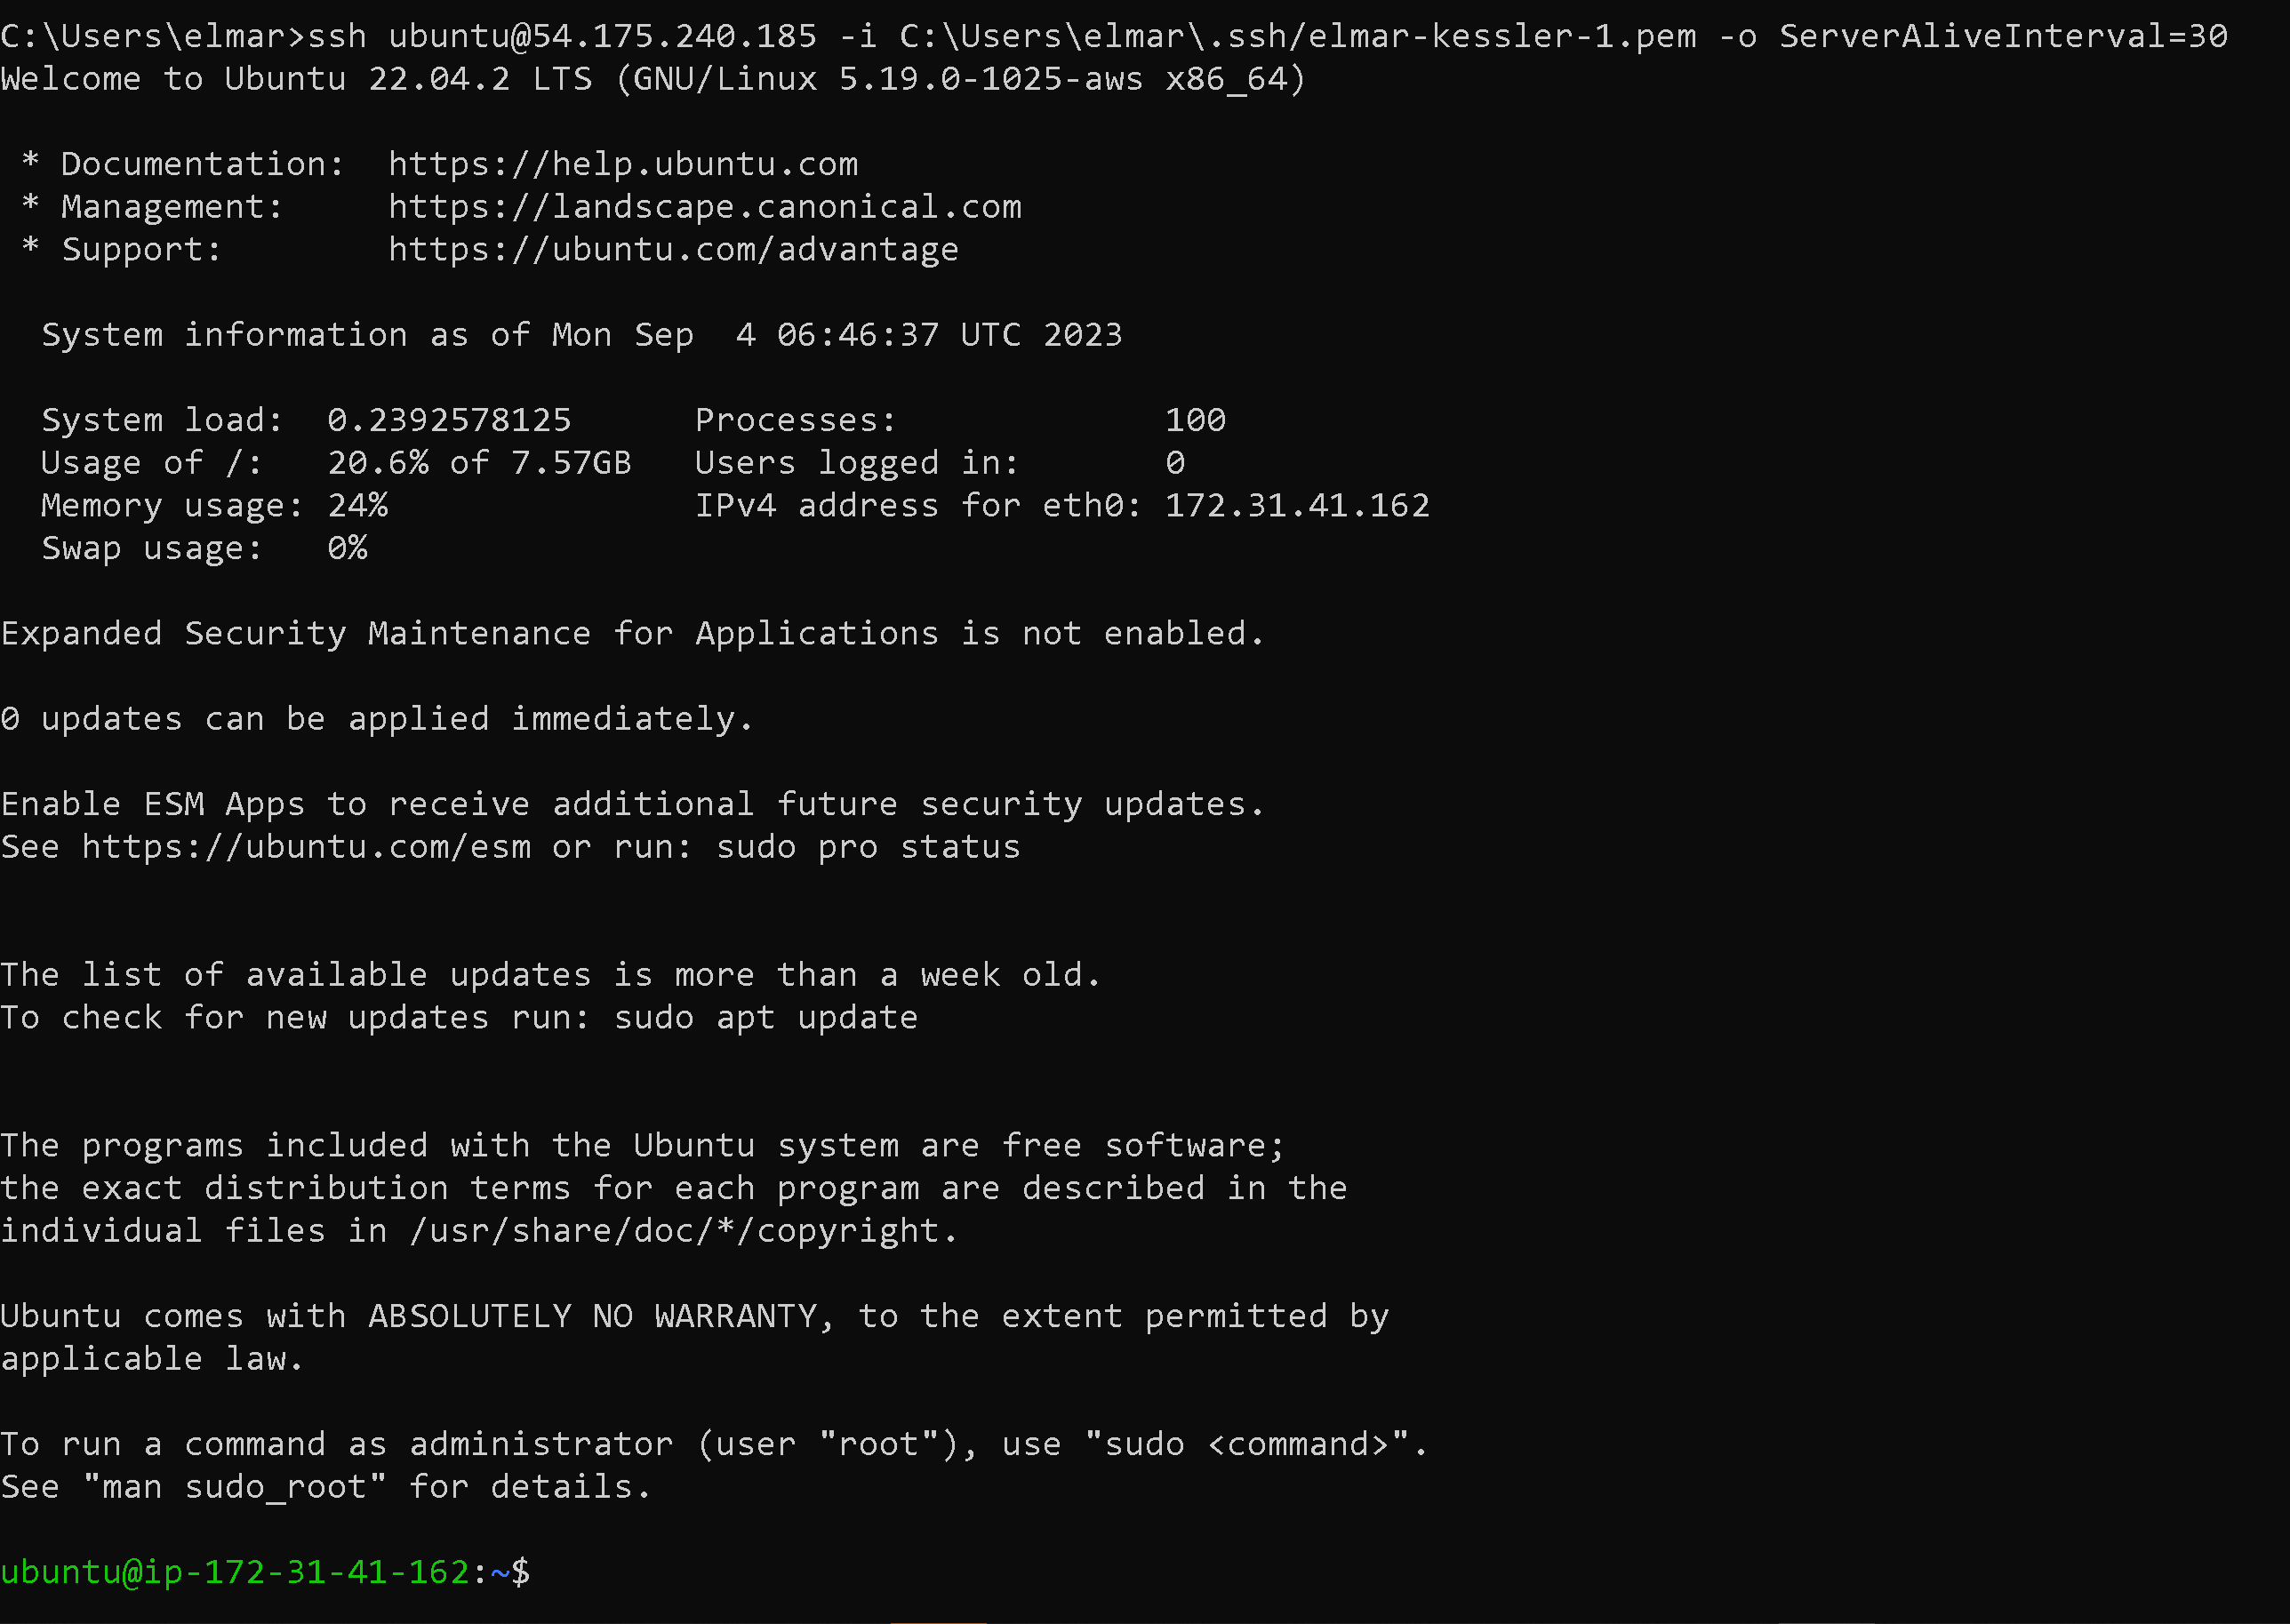 C:\Users\elmar>ssh ubuntu@54.175.240.185 -i C:\Users\elmar\.ssh/elmar-kessler-1.pem -o ServerAliveInterval=30
Welcome to Ubuntu 22.04.2 LTS (GNU/Linux 5.19.0-1025-aws x86_64)

 * Documentation:  https://help.ubuntu.com
 * Management:     https://landscape.canonical.com
 * Support:        https://ubuntu.com/advantage

  System information as of Mon Sep  4 06:46:37 UTC 2023

  System load:  0.2392578125      Processes:             100
  Usage of /:   20.6% of 7.57GB   Users logged in:       0
  Memory usage: 24%               IPv4 address for eth0: 172.31.41.162
  Swap usage:   0%

Expanded Security Maintenance for Applications is not enabled.

0 updates can be applied immediately.

Enable ESM Apps to receive additional future security updates.
See https://ubuntu.com/esm or run: sudo pro status


The list of available updates is more than a week old.
To check for new updates run: sudo apt update


The programs included with the Ubuntu system are free software;
the exact distribution terms for each program are described in the
individual files in /usr/share/doc/*/copyright.

Ubuntu comes with ABSOLUTELY NO WARRANTY, to the extent permitted by
applicable law.

To run a command as administrator (user "root"), use "sudo <command>".
See "man sudo_root" for details.

ubuntu@ip-172-31-41-162:~$